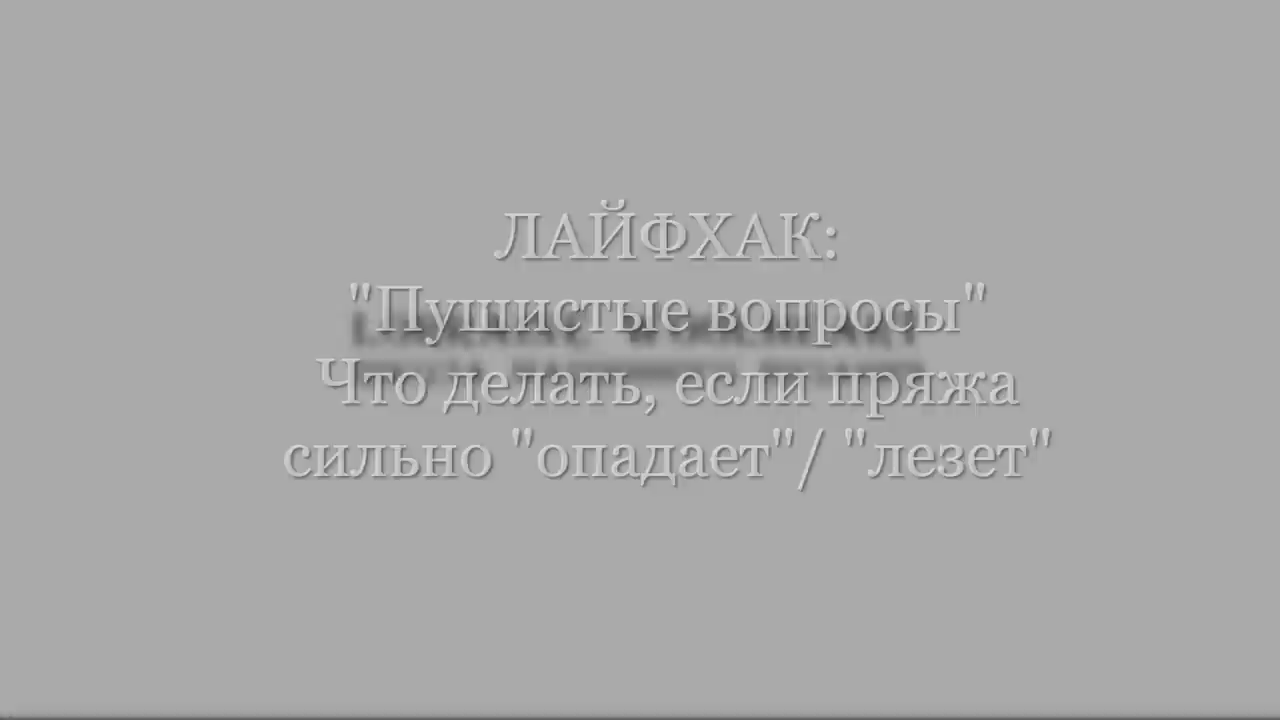 ЛАЙФХАК:
"Пушистые вопросы"
Что делать, если пряжа
сильно "опадает"/ "лезет"